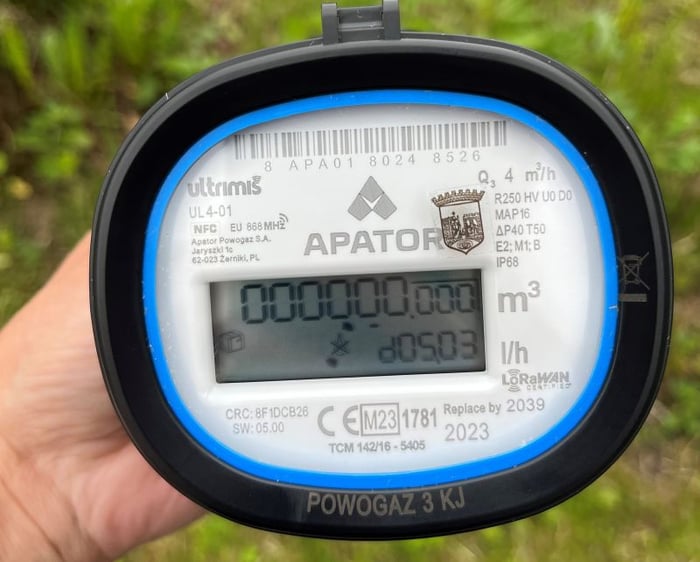 8 APA01 8024 8526
ultrimis
UL4-01
NFC EU 868 MHz
Apator Powogaz S.A.
Jaryszki 1c
62-023 Żerniki, PL
APATOR
Q3 4 m³/h
R250 HV U0 D0
MAP16
ΔP40 T50
E2; M1; B
IP68
000000.000 m³
d05.03 l/h
LoRaWAN
CERTIFIED
CRC: 8F1DCB26
SW: 05.00
CE M23 1781
TCM 142/16 - 5405
Replace by 2039
2023
POWOGAZ 3 KJ